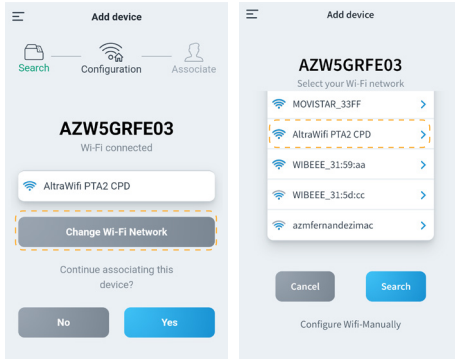 Add device
Search
Configuration
Associate
AZW5GRFE03
Wi-Fi connected
AltraWifi PTA2 CPD
Change Wi-Fi Network
Continue associating this
device?
No
Yes
Add device
AZW5GRFE03
Select your Wi-Fi network
MOVISTAR_33FF
AltraWifi PTA2 CPD
WIBEEE_31:59:aa
WIBEEE_31:5d:cc
azmfernandezimac
Cancel
Search
Configure Wifi-Manually